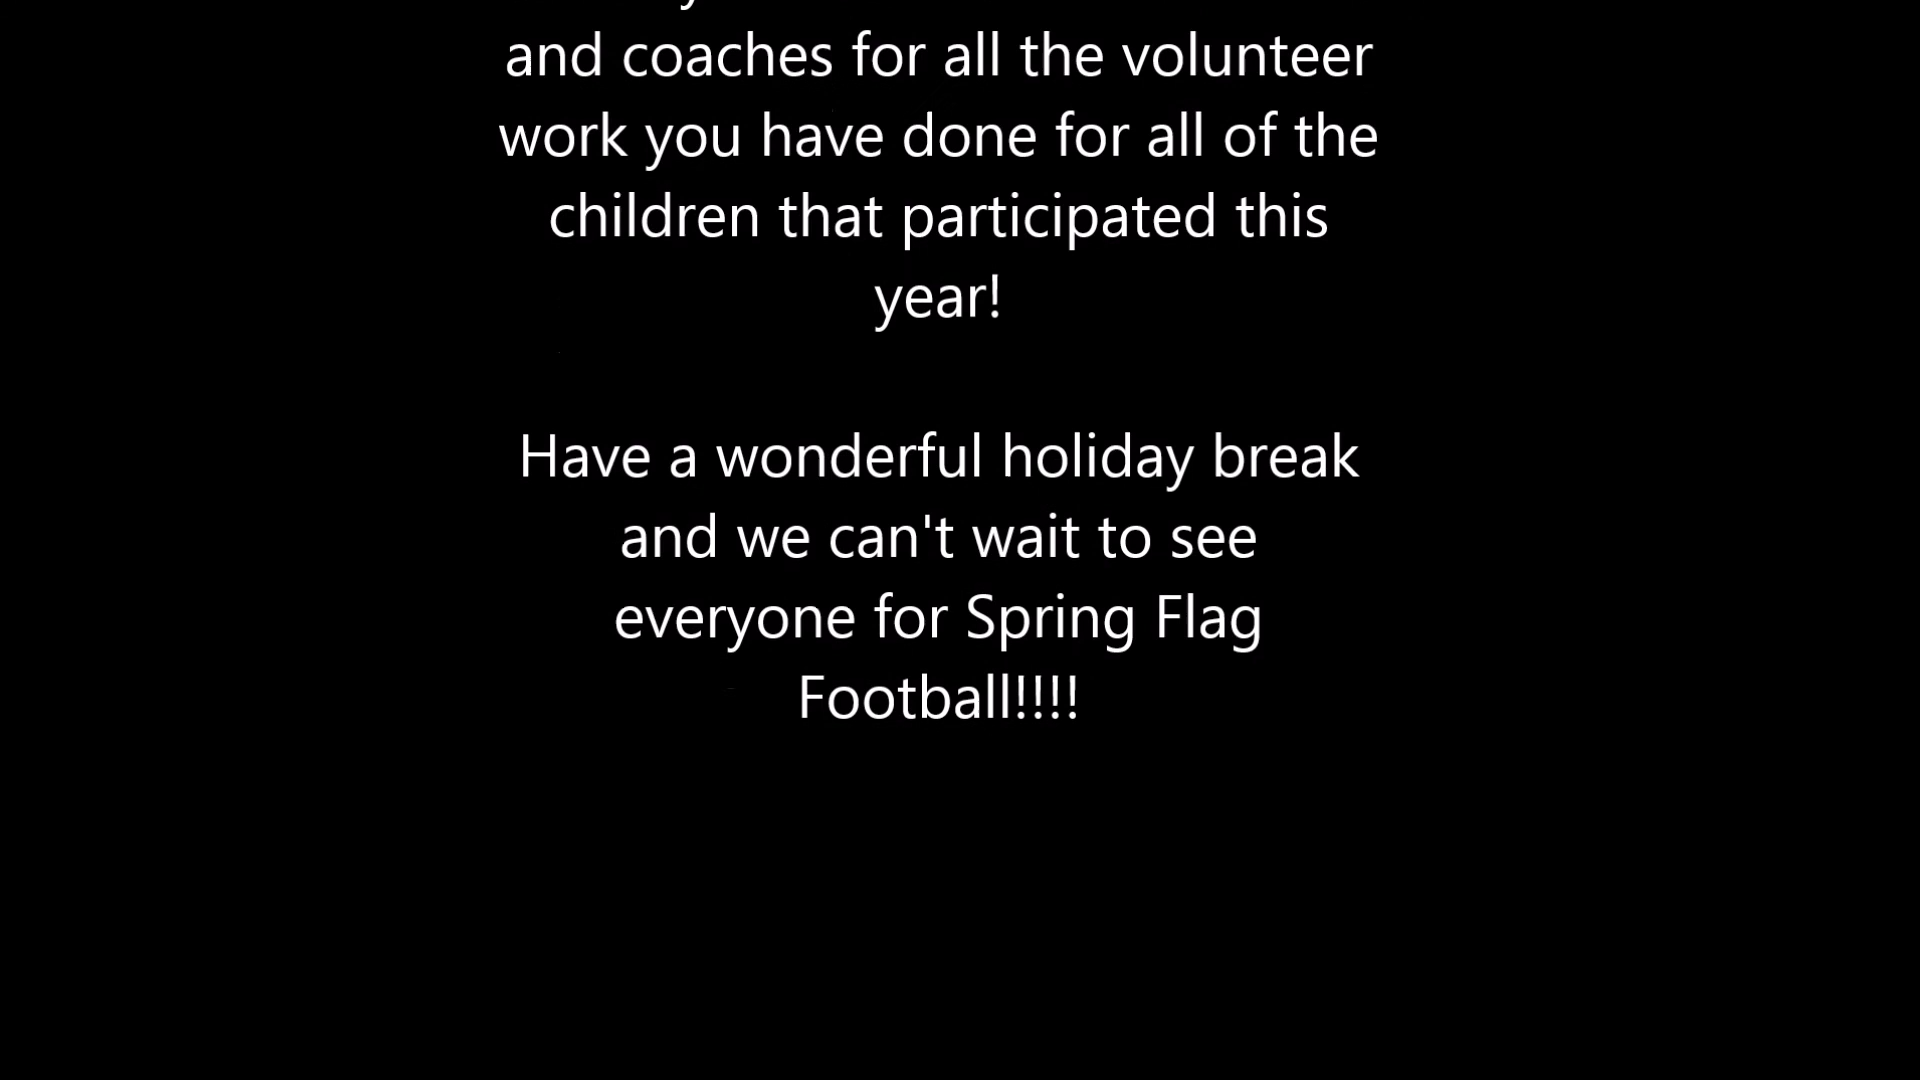 and coaches for all the volunteer
work you have done for all of the
children that participated this
year!
Have a wonderful holiday break
and we can't wait to see
everyone for Spring Flag
Football!!!!